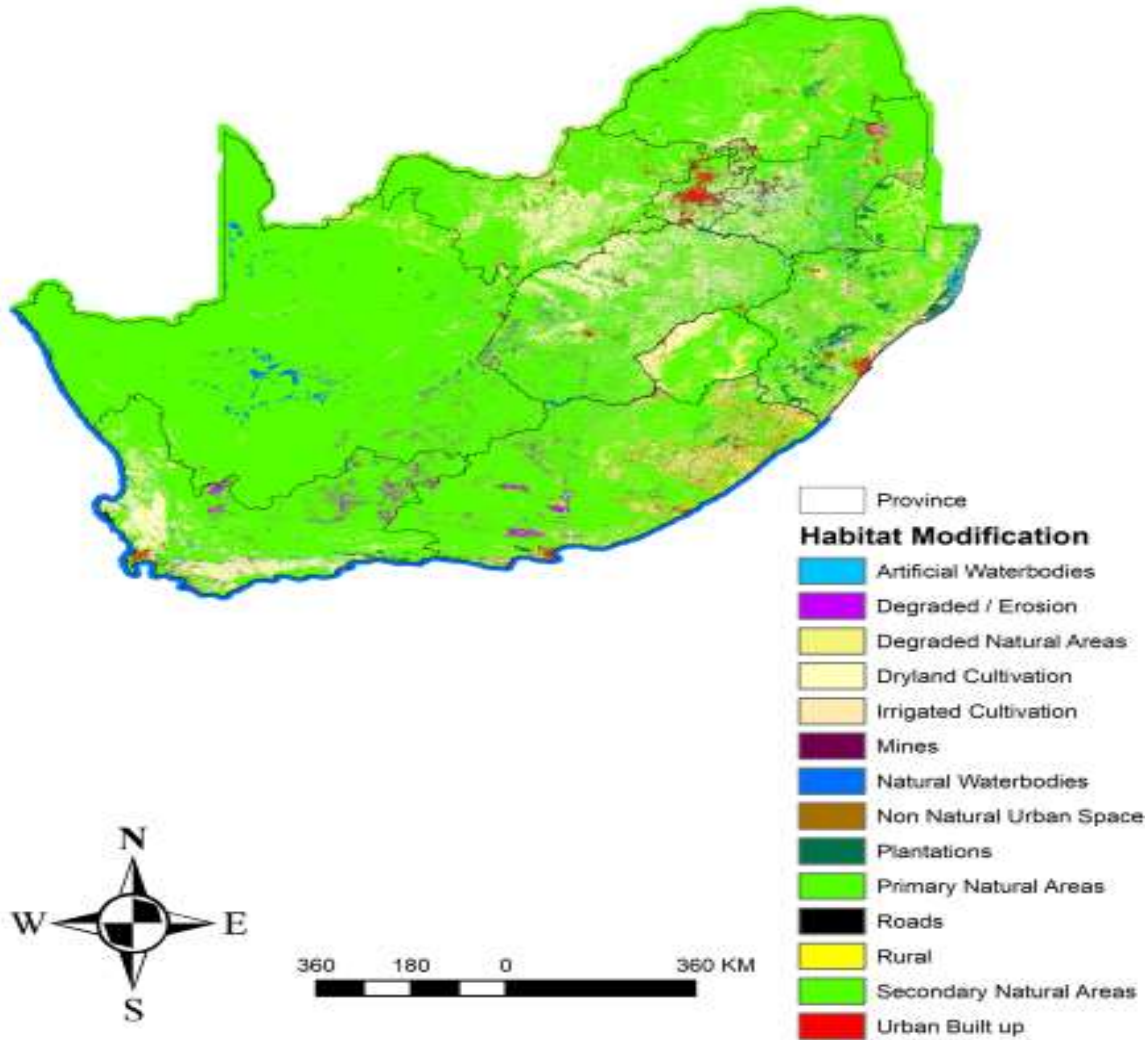 Province
Habitat Modification
Artificial Waterbodies
Degraded / Erosion
Degraded Natural Areas
Dryland Cultivation
Irrigated Cultivation
Mines
Natural Waterbodies
Non Natural Urban Space
Plantations
Primary Natural Areas
Roads
Rural
Secondary Natural Areas
Urban Built up
N
W E
S
360 180 0 360 KM